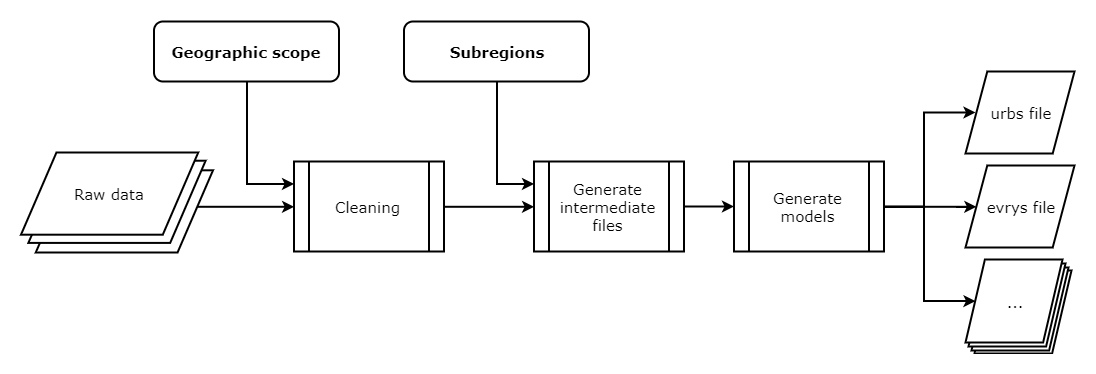 Geographic scope
Subregions
Raw data
Cleaning
Generate
intermediate
files
Generate
models
urbs file
evrys file
...